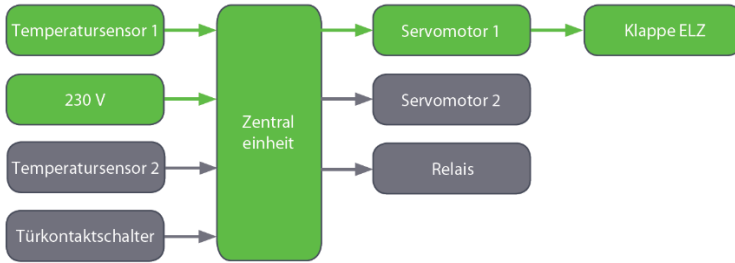 Temperatursensor 1
230 V
Temperatursensor 2
Türkontaktschalter
Zentral
einheit
Servomotor 1
Servomotor 2
Relais
Klappe ELZ